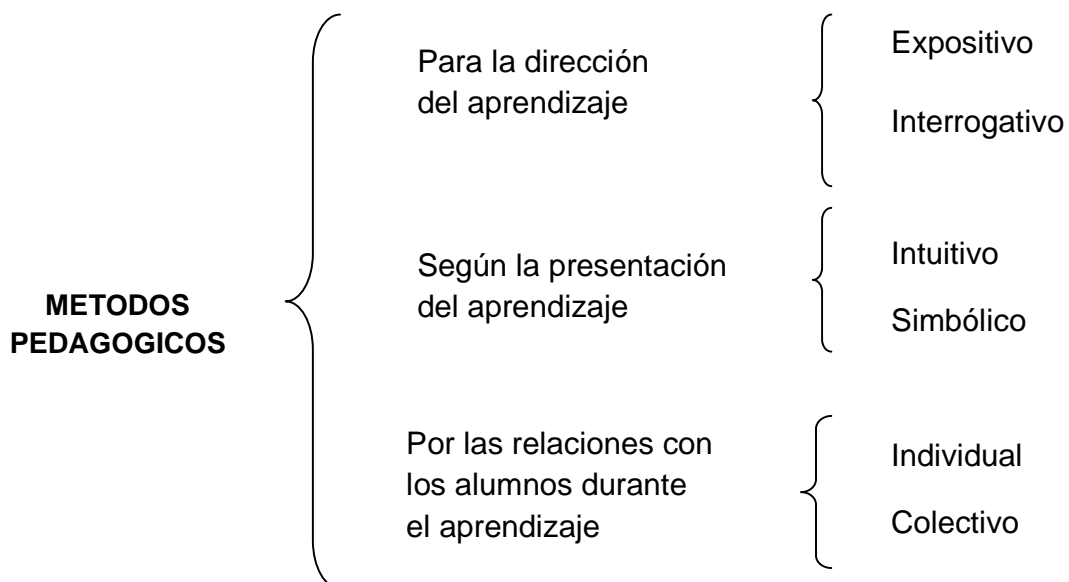 METODOS
PEDAGOGICOS
Para la dirección
del aprendizaje
Expositivo
Interrogativo
Según la presentación
del aprendizaje
Intuitivo
Simbólico
Por las relaciones con
los alumnos durante
el aprendizaje
Individual
Colectivo